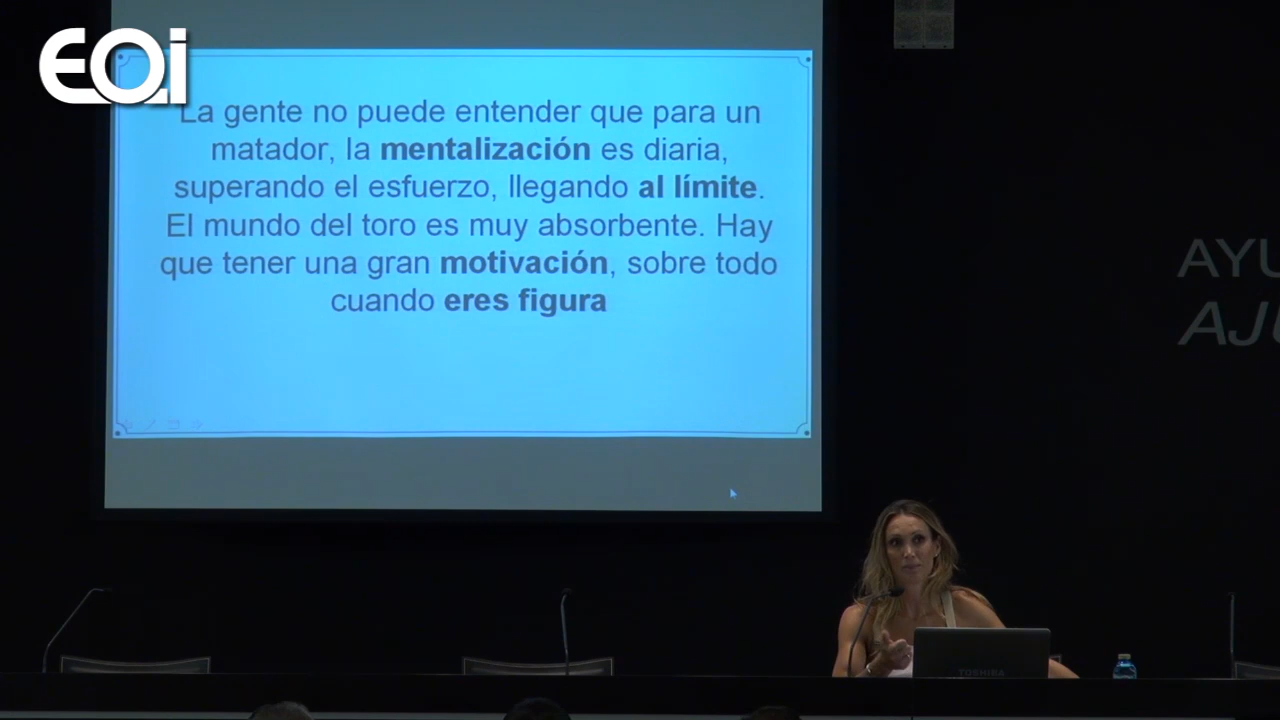 EOi
La gente no puede entender que para un
matador, la mentalización es diaria,
superando el esfuerzo, llegando al límite.
El mundo del toro es muy absorbente. Hay
que tener una gran motivación, sobre todo
cuando eres figura
AYU
AJU
TOSHIBA